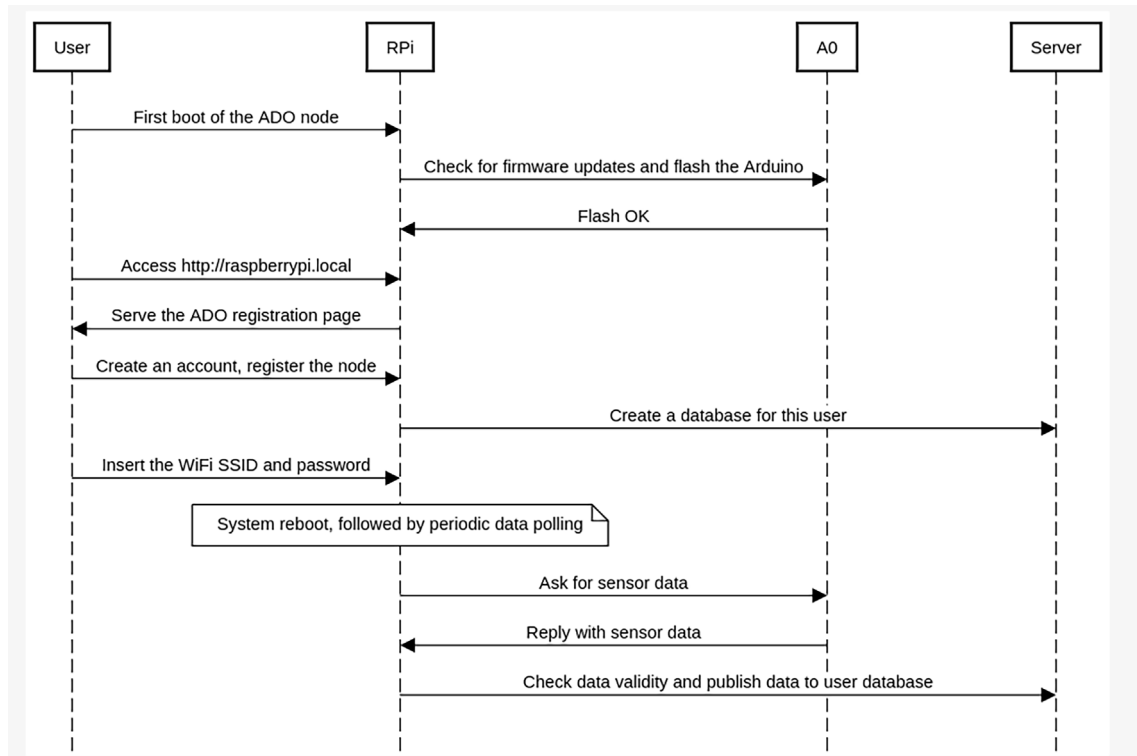 User
RPi
A0
Server
First boot of the ADO node
Check for firmware updates and flash the Arduino
Flash OK
Access http://raspberrypi.local
Serve the ADO registration page
Create an account, register the node
Create a database for this user
Insert the WiFi SSID and password
System reboot, followed by periodic data polling
Ask for sensor data
Reply with sensor data
Check data validity and publish data to user database